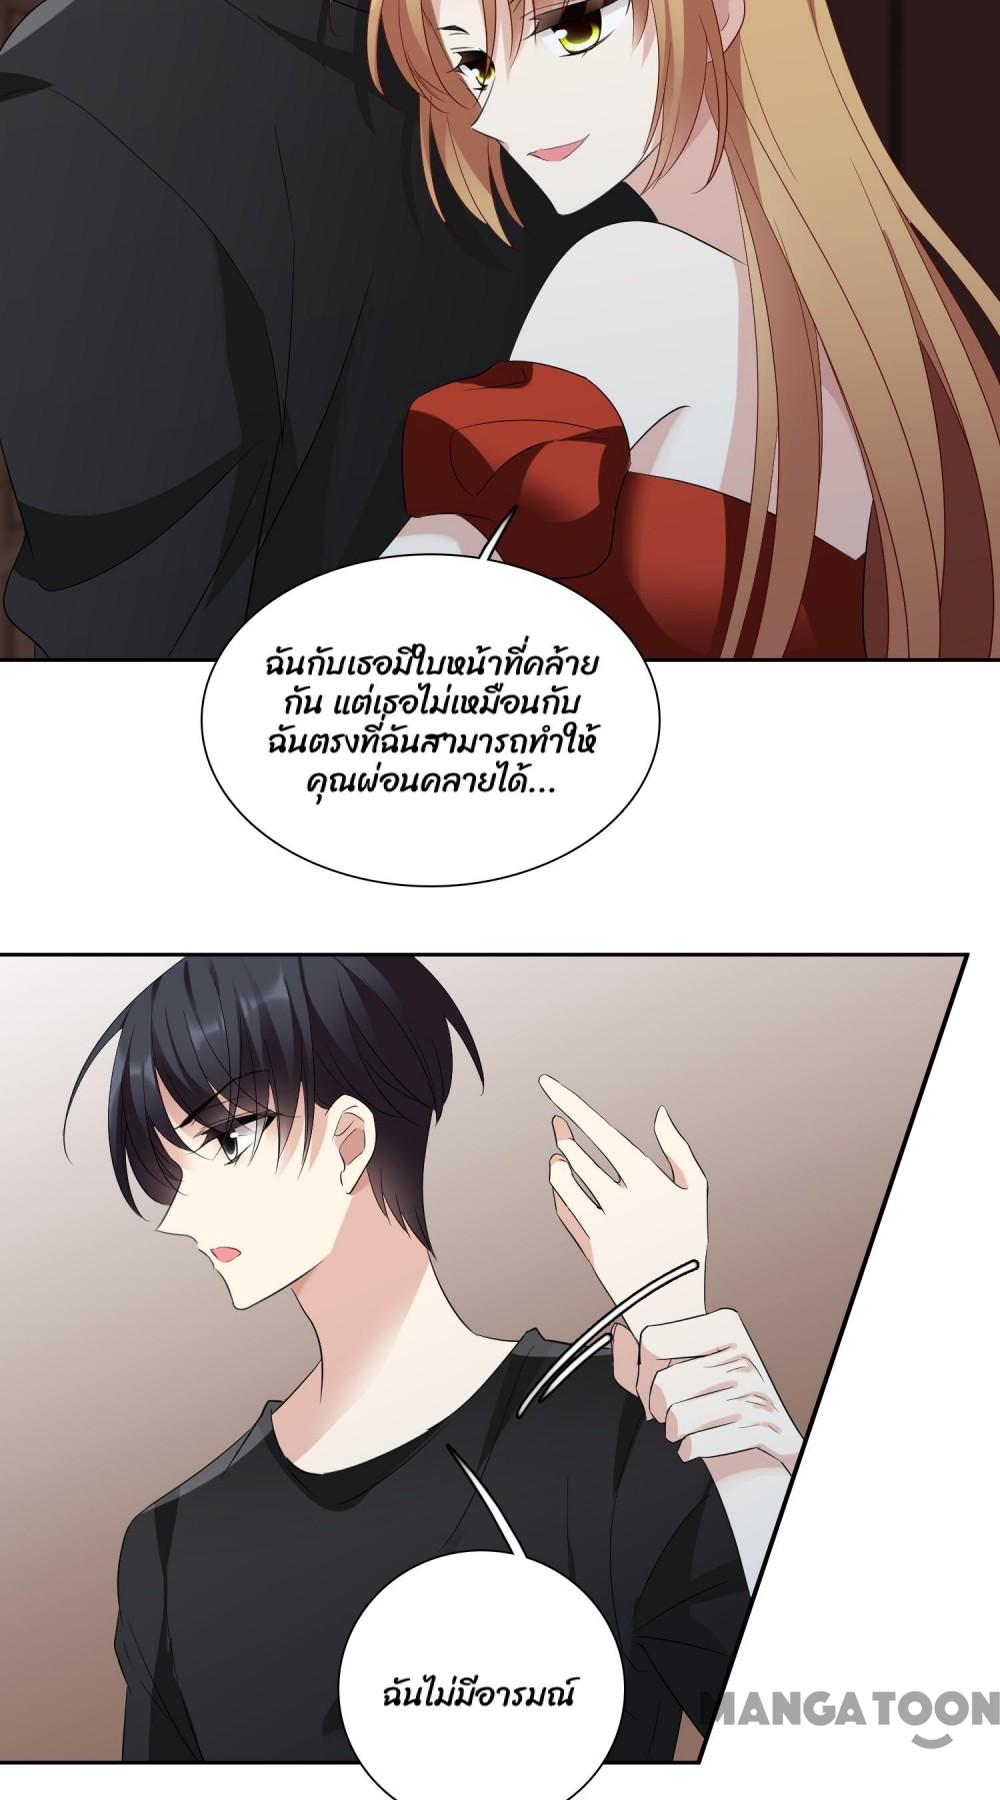 ฉันกับเธอมีใบหน้าที่คล้าย
กัน แต่เธอไม่เหมือนกับ
ฉันตรงที่ฉันสามารถทำให้
คุณผ่อนคลายได้...
ฉันไม่มีอารมณ์
MANGATOON